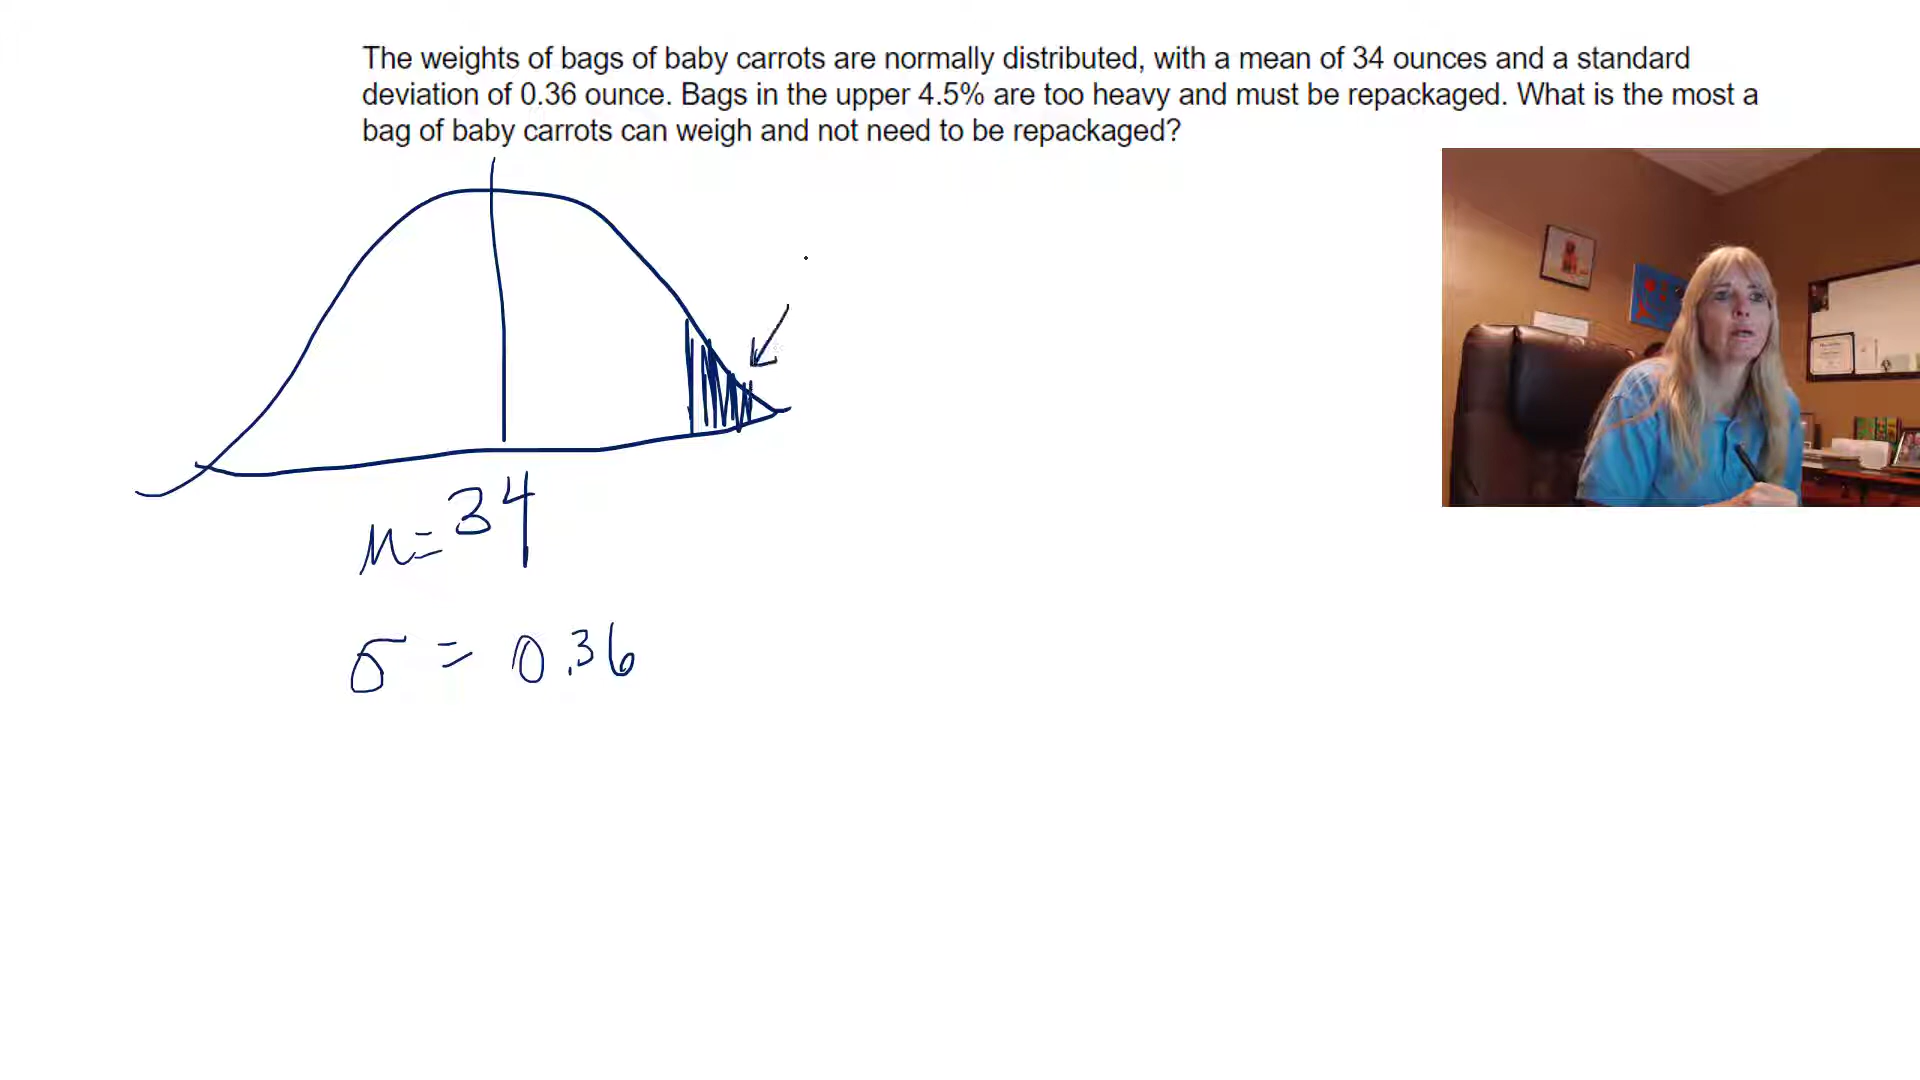 The weights of bags of baby carrots are normally distributed, with a mean of 34 ounces and a standard
deviation of 0.36 ounce. Bags in the upper 4.5% are too heavy and must be repackaged. What is the most a
bag of baby carrots can weigh and not need to be repackaged?
μ=34
σ = 0.36